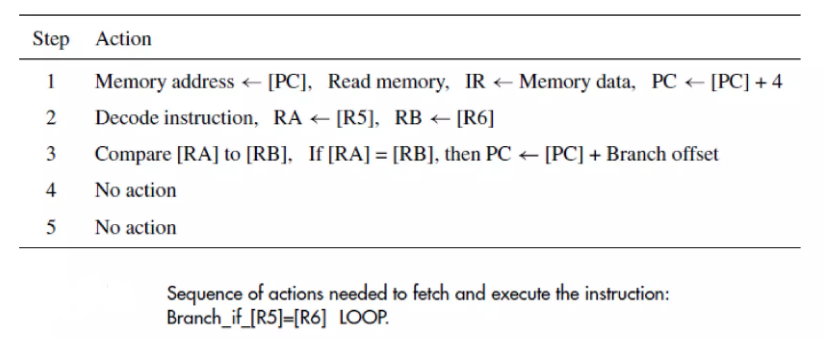 Step Action
1 Memory address ← [PC], Read memory, IR ← Memory data, PC ← [PC] + 4
2 Decode instruction, RA ← [R5], RB ← [R6]
3 Compare [RA] to [RB], If [RA] = [RB], then PC ← [PC] + Branch offset
4 No action
5 No action
Sequence of actions needed to fetch and execute the instruction:
Branch_if_[R5]=[R6] LOOP.